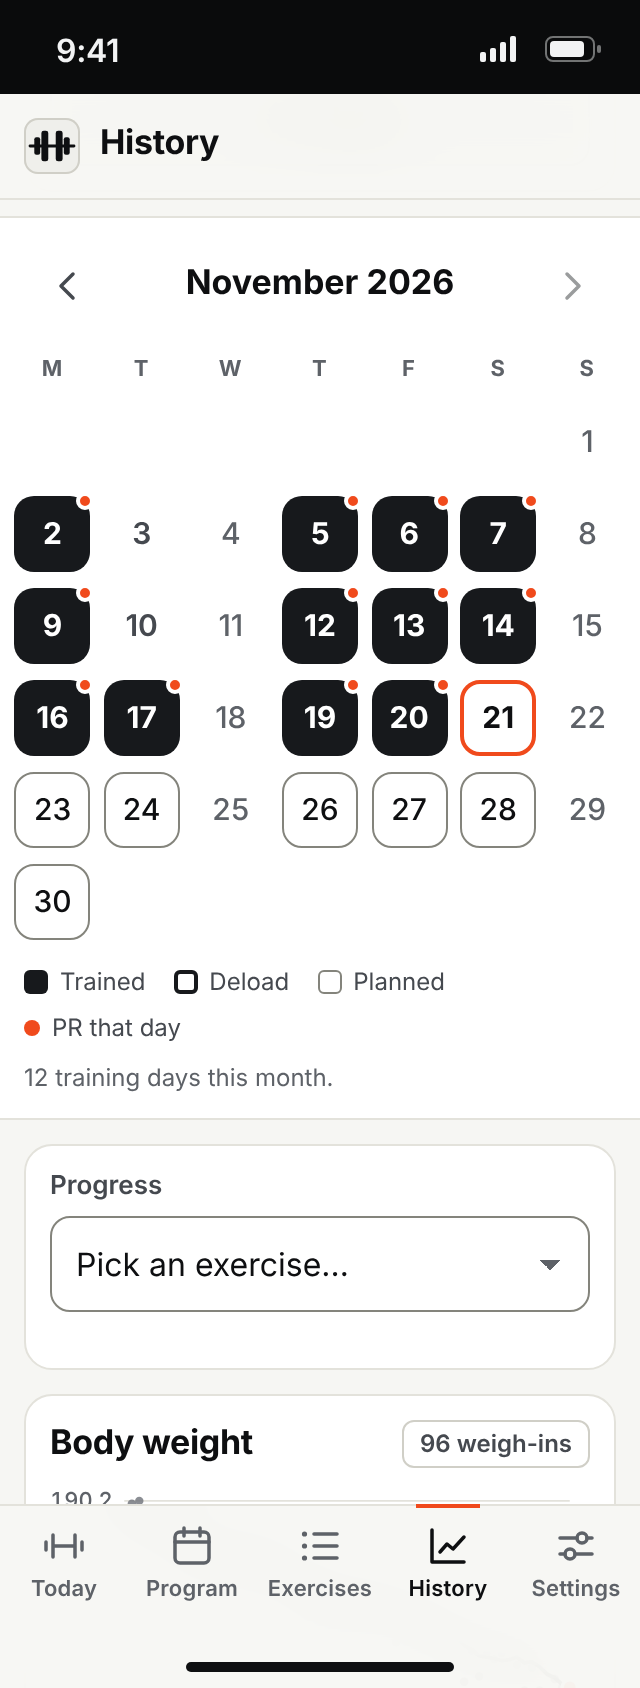 9:41
History
November 2026
M T W T F S S
1
2 3 4 5 6 7 8
9 10 11 12 13 14 15
16 17 18 19 20 21 22
23 24 25 26 27 28 29
30
Trained Deload Planned
PR that day
12 training days this month.
Progress
Pick an exercise...
Body weight 96 weigh-ins
190.2
Today Program Exercises History Settings